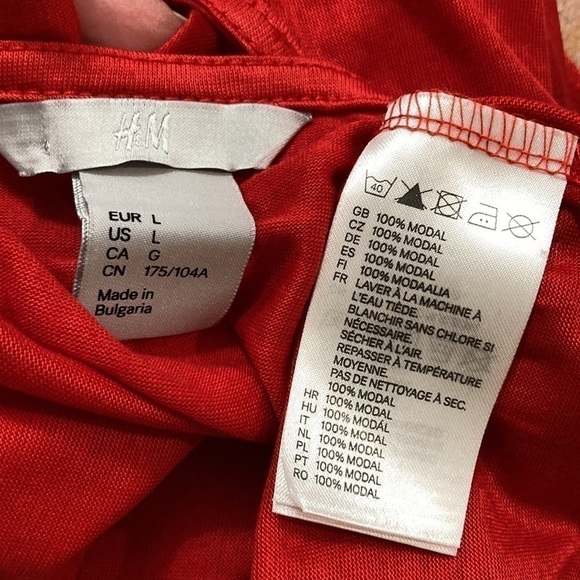 H&M
EUR L
US L
CA G
CN 175/104A
Made in
Bulgaria
40
GB 100% MODAL
CZ 100% MODAL
DE 100% MODAL
ES 100% MODAL
FI 100% MODAALIA
FR LAVER À LA MACHINE À
L'EAU TIÈDE.
BLANCHIR SANS CHLORE SI
NÉCESSAIRE.
SÉCHER À L'AIR.
REPASSER À TEMPÉRATURE
MOYENNE.
PAS DE NETTOYAGE À SEC.
HR 100% MODAL
HU 100% MODÁL
IT 100% MODAL
NL 100% MODAL
PL 100% MODAL
PT 100% MODAL
RO 100% MODAL